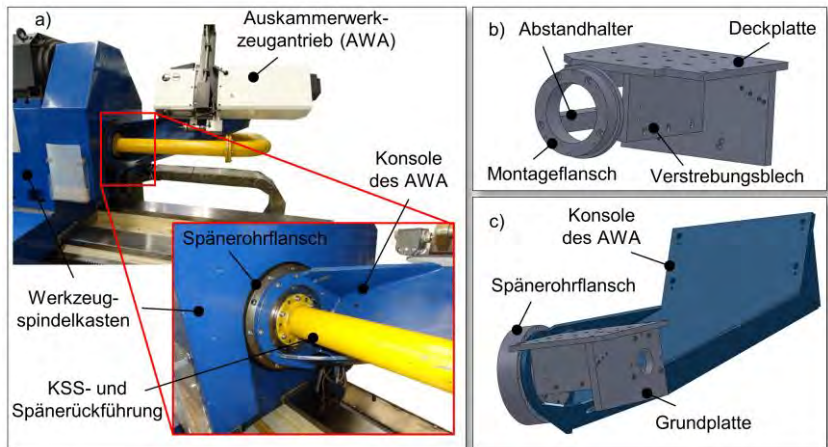 a)
Auskammerwerk-
zeugantrieb (AWA)
Konsole
des AWA
Spänerohrflansch
Werkzeug-
spindelkasten
KSS- und
Spänerückführung
b)
Abstandhalter
Deckplatte
Montageflansch
Verstrebungsblech
c)
Konsole
des AWA
Spänerohrflansch
Grundplatte